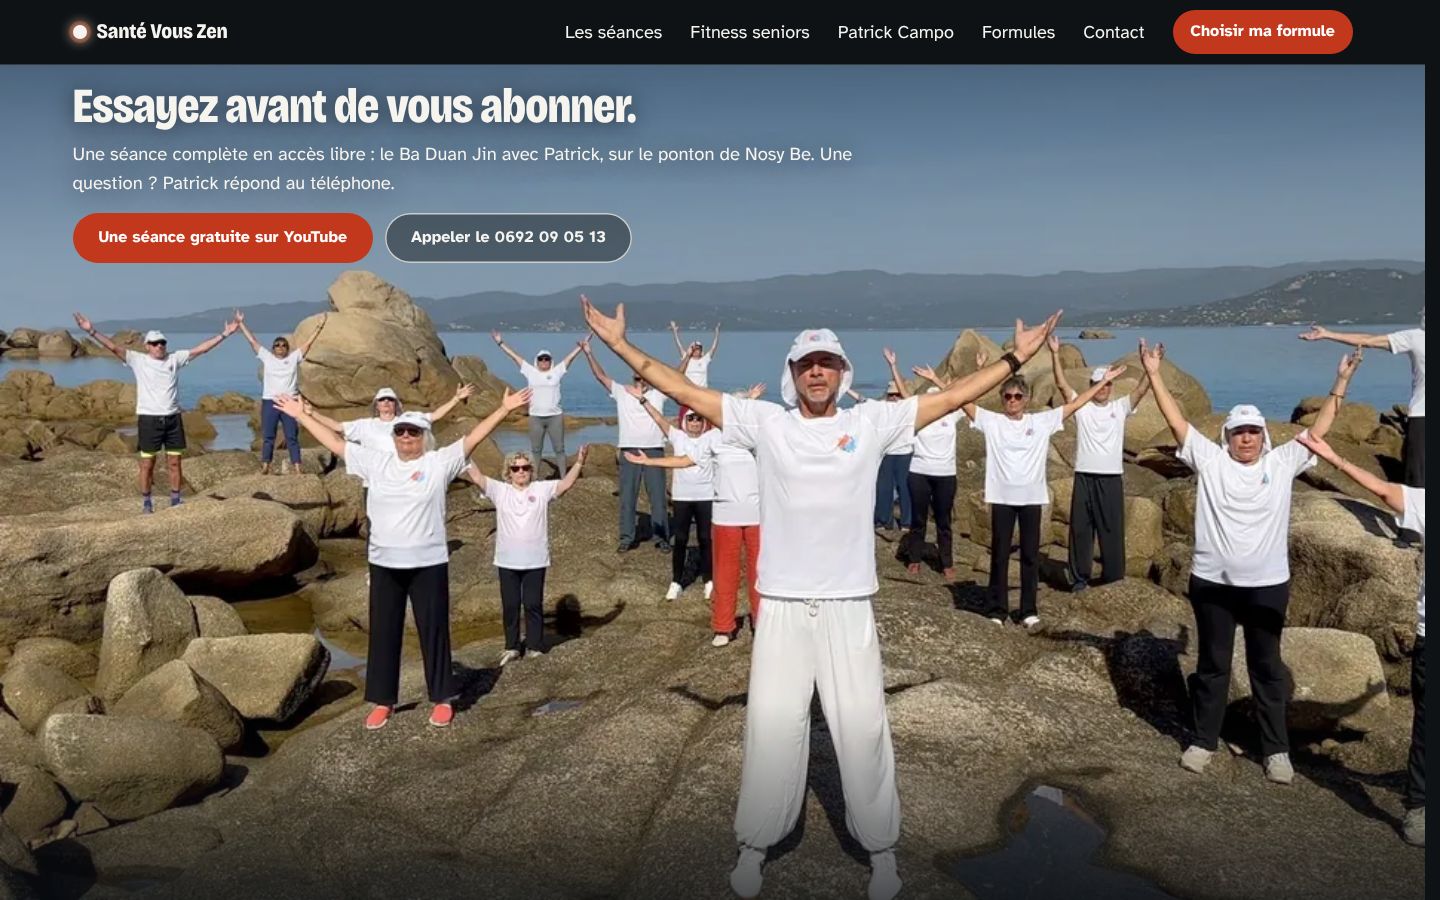 Santé Vous Zen
Les séances
Fitness seniors
Patrick Campo
Formules
Contact
Choisir ma formule
Essayez avant de vous abonner.
Une séance complète en accès libre : le Ba Duan Jin avec Patrick, sur le ponton de Nosy Be. Une
question ? Patrick répond au téléphone.
Une séance gratuite sur YouTube
Appeler le 0692 09 05 13